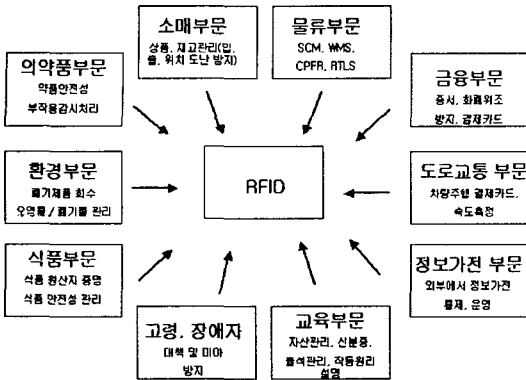 소매부문
상품, 재고관리(입,
출, 위치 도난 방지)
물류부문
SCM, WMS,
CPFR, RTLS
의약품부문
약품안전성
부작용감시처리
금융부문
증서, 화폐위조
방지, 결제카드
환경부문
폐기제품 회수
오염물/폐기물 관리
RFID
도로교통 부문
차량주행 결제카드,
속도측정
식품부문
식품 원산지 증명
식품 안전성 관리
정보가전 부문
외부에서 정보가전
통제, 운영
고령, 장애자
대책 및 미아
방지
교육부문
자산관리, 신분증,
출석관리, 작동원리
설명